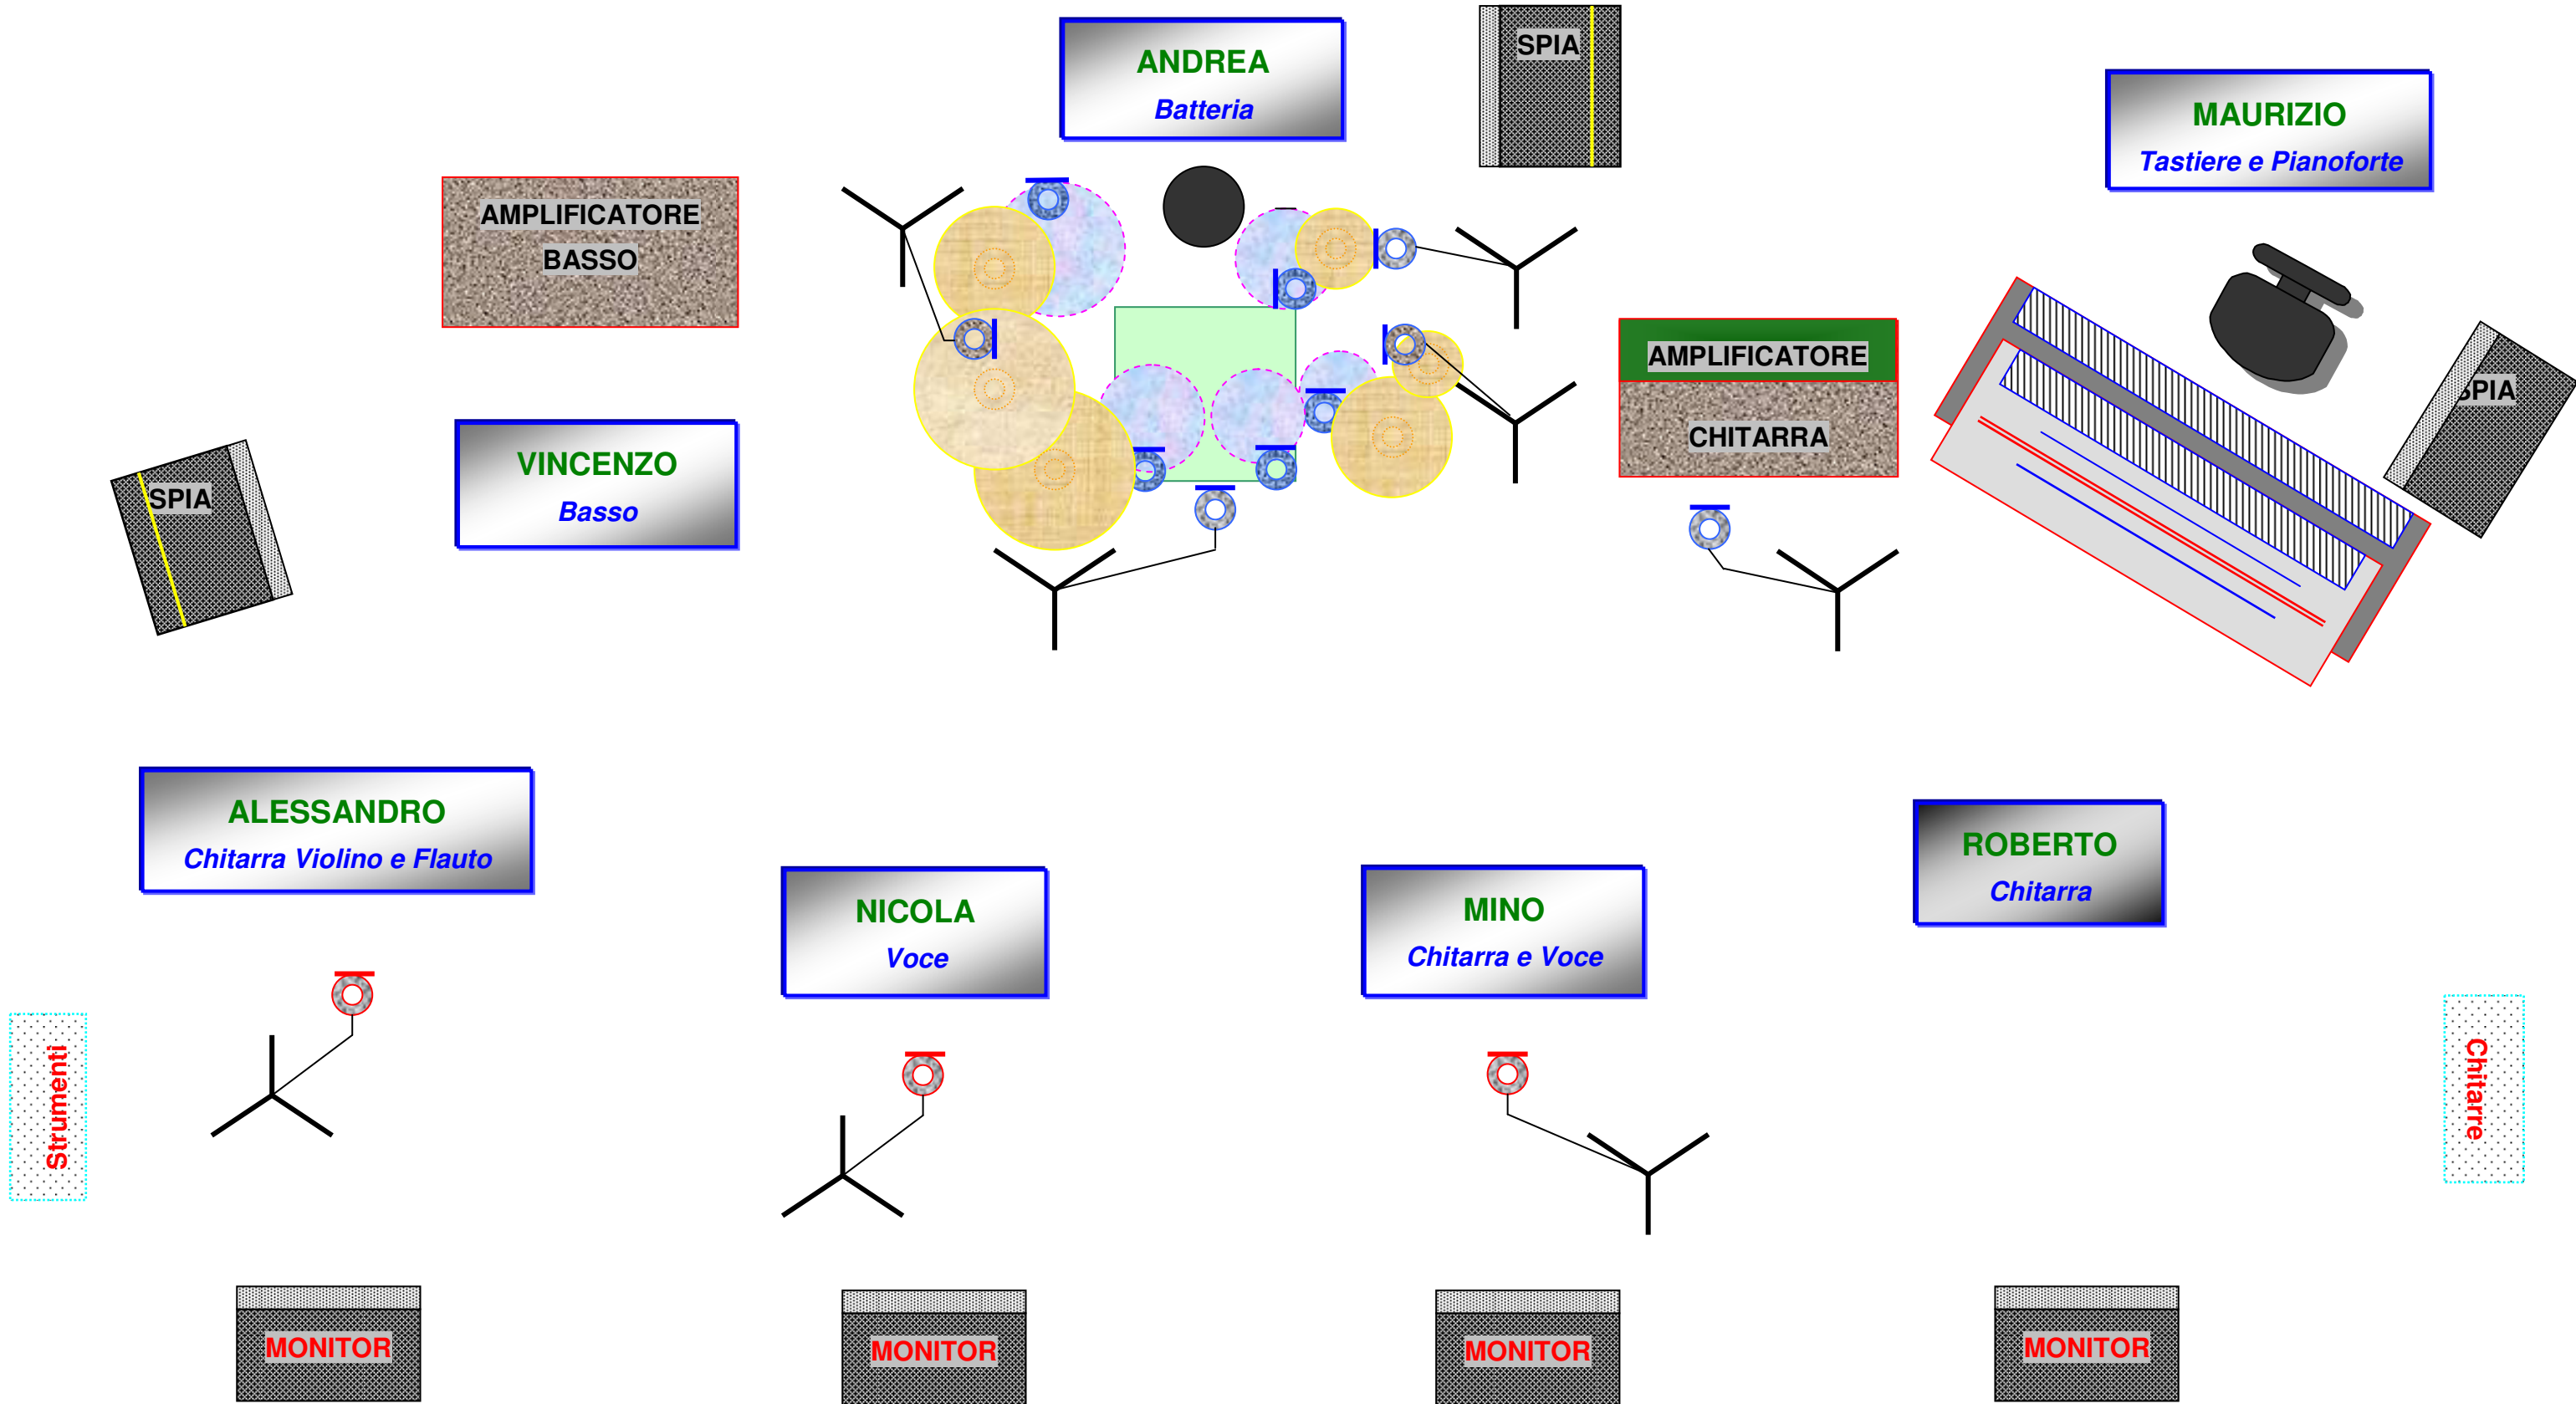 ANDREA
Batteria
SPIA
MAURIZIO
Tastiere e Pianoforte
AMPLIFICATORE
BASSO
AMPLIFICATORE
CHITARRA
SPIA
VINCENZO
Basso
SPIA
ALESSANDRO
Chitarra Violino e Flauto
NICOLA
Voce
MINO
Chitarra e Voce
ROBERTO
Chitarra
Strumenti
Chitarre
MONITOR
MONITOR
MONITOR
MONITOR